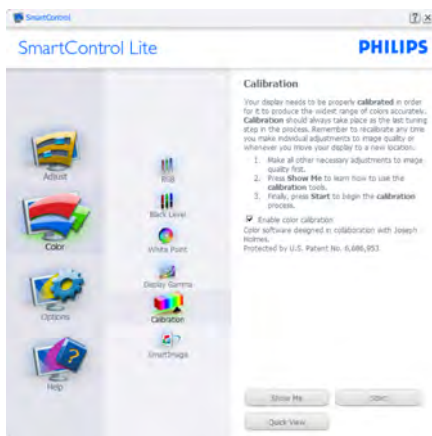 SmartControl
SmartControl Lite
PHILIPS
Adjust
Color
Options
Help
RGB
Black Level
White Point
Display Gamma
Calibration
SmartImage
Calibration
Your display needs to be properly calibrated in order
for it to produce the widest range of colors accurately.
Calibration should always take place as the last tuning
step in the process. Remember to recalibrate any time
you make individual adjustments to image quality or
whenever you move your display to a new location.
1. Make all other necessary adjustments to image
quality first.
2. Press Show Me to learn how to use the
calibration tools.
3. Finally, press Start to begin the calibration
process.
Enable color calibration
Color software designed in collaboration with Joseph
Holmes.
Protected by U.S. Patent No. 6,686,953
Show Me
Start
Quick View